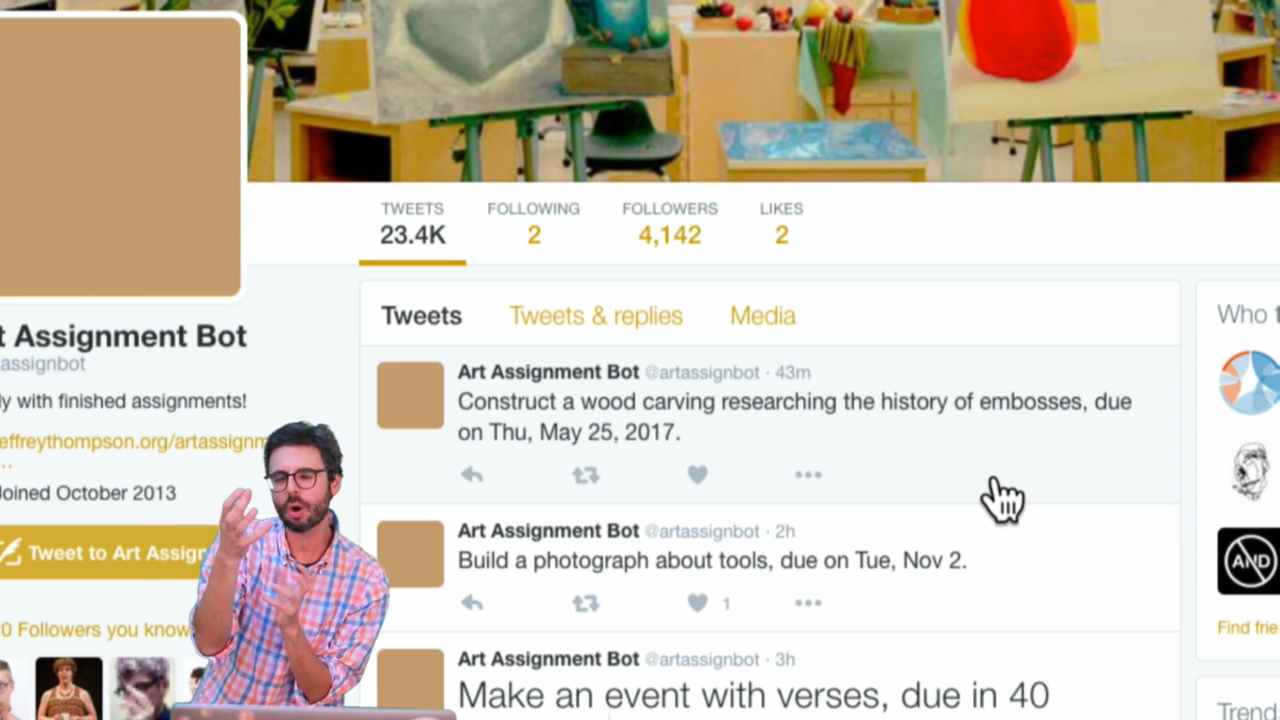 TWEETS FOLLOWING FOLLOWERS LIKES
23.4K 2 4,142 2
Tweets Tweets & replies Media
t Assignment Bot
assignbot
ly with finished assignments!
effreythompson.org/artassignm
...
Joined October 2013
Tweet to Art Assign
0 Followers you know
Art Assignment Bot @artassignbot · 43m
Construct a wood carving researching the history of embosses, due
on Thu, May 25, 2017.
Art Assignment Bot @artassignbot · 2h
Build a photograph about tools, due on Tue, Nov 2.
1
Art Assignment Bot @artassignbot · 3h
Make an event with verses, due in 40
Who t
AND
Find frie
Trend